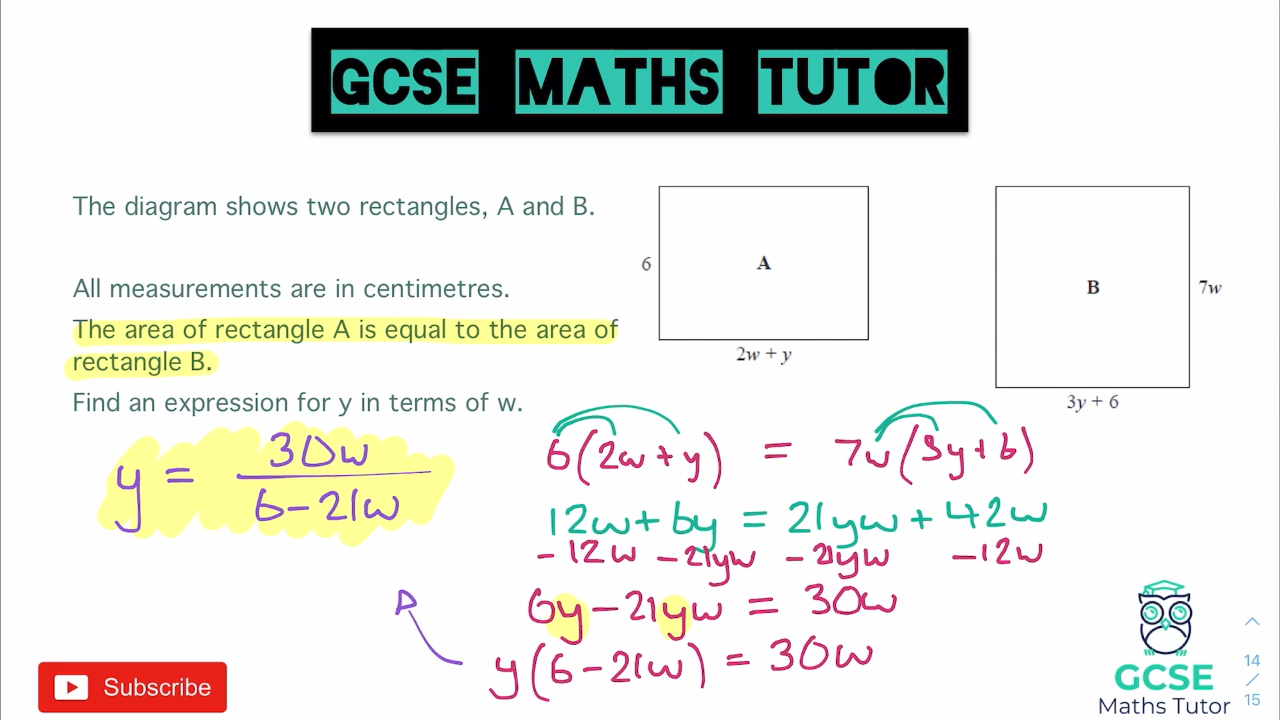 GCSE MATHS TUTOR
The diagram shows two rectangles, A and B.
All measurements are in centimetres.
The area of rectangle A is equal to the area of
rectangle B.
Find an expression for y in terms of w.
6
A
2w + y
B
7w
3y + 6
6(2w + y) = 7w(3y + 6)
12w + 6y = 21yw + 42w
-12w -21yw -21yw -12w
6y - 21yw = 30w
y(6 - 21w) = 30w
y = 30w
6 - 21w
Subscribe
GCSE
Maths Tutor
14
/
15